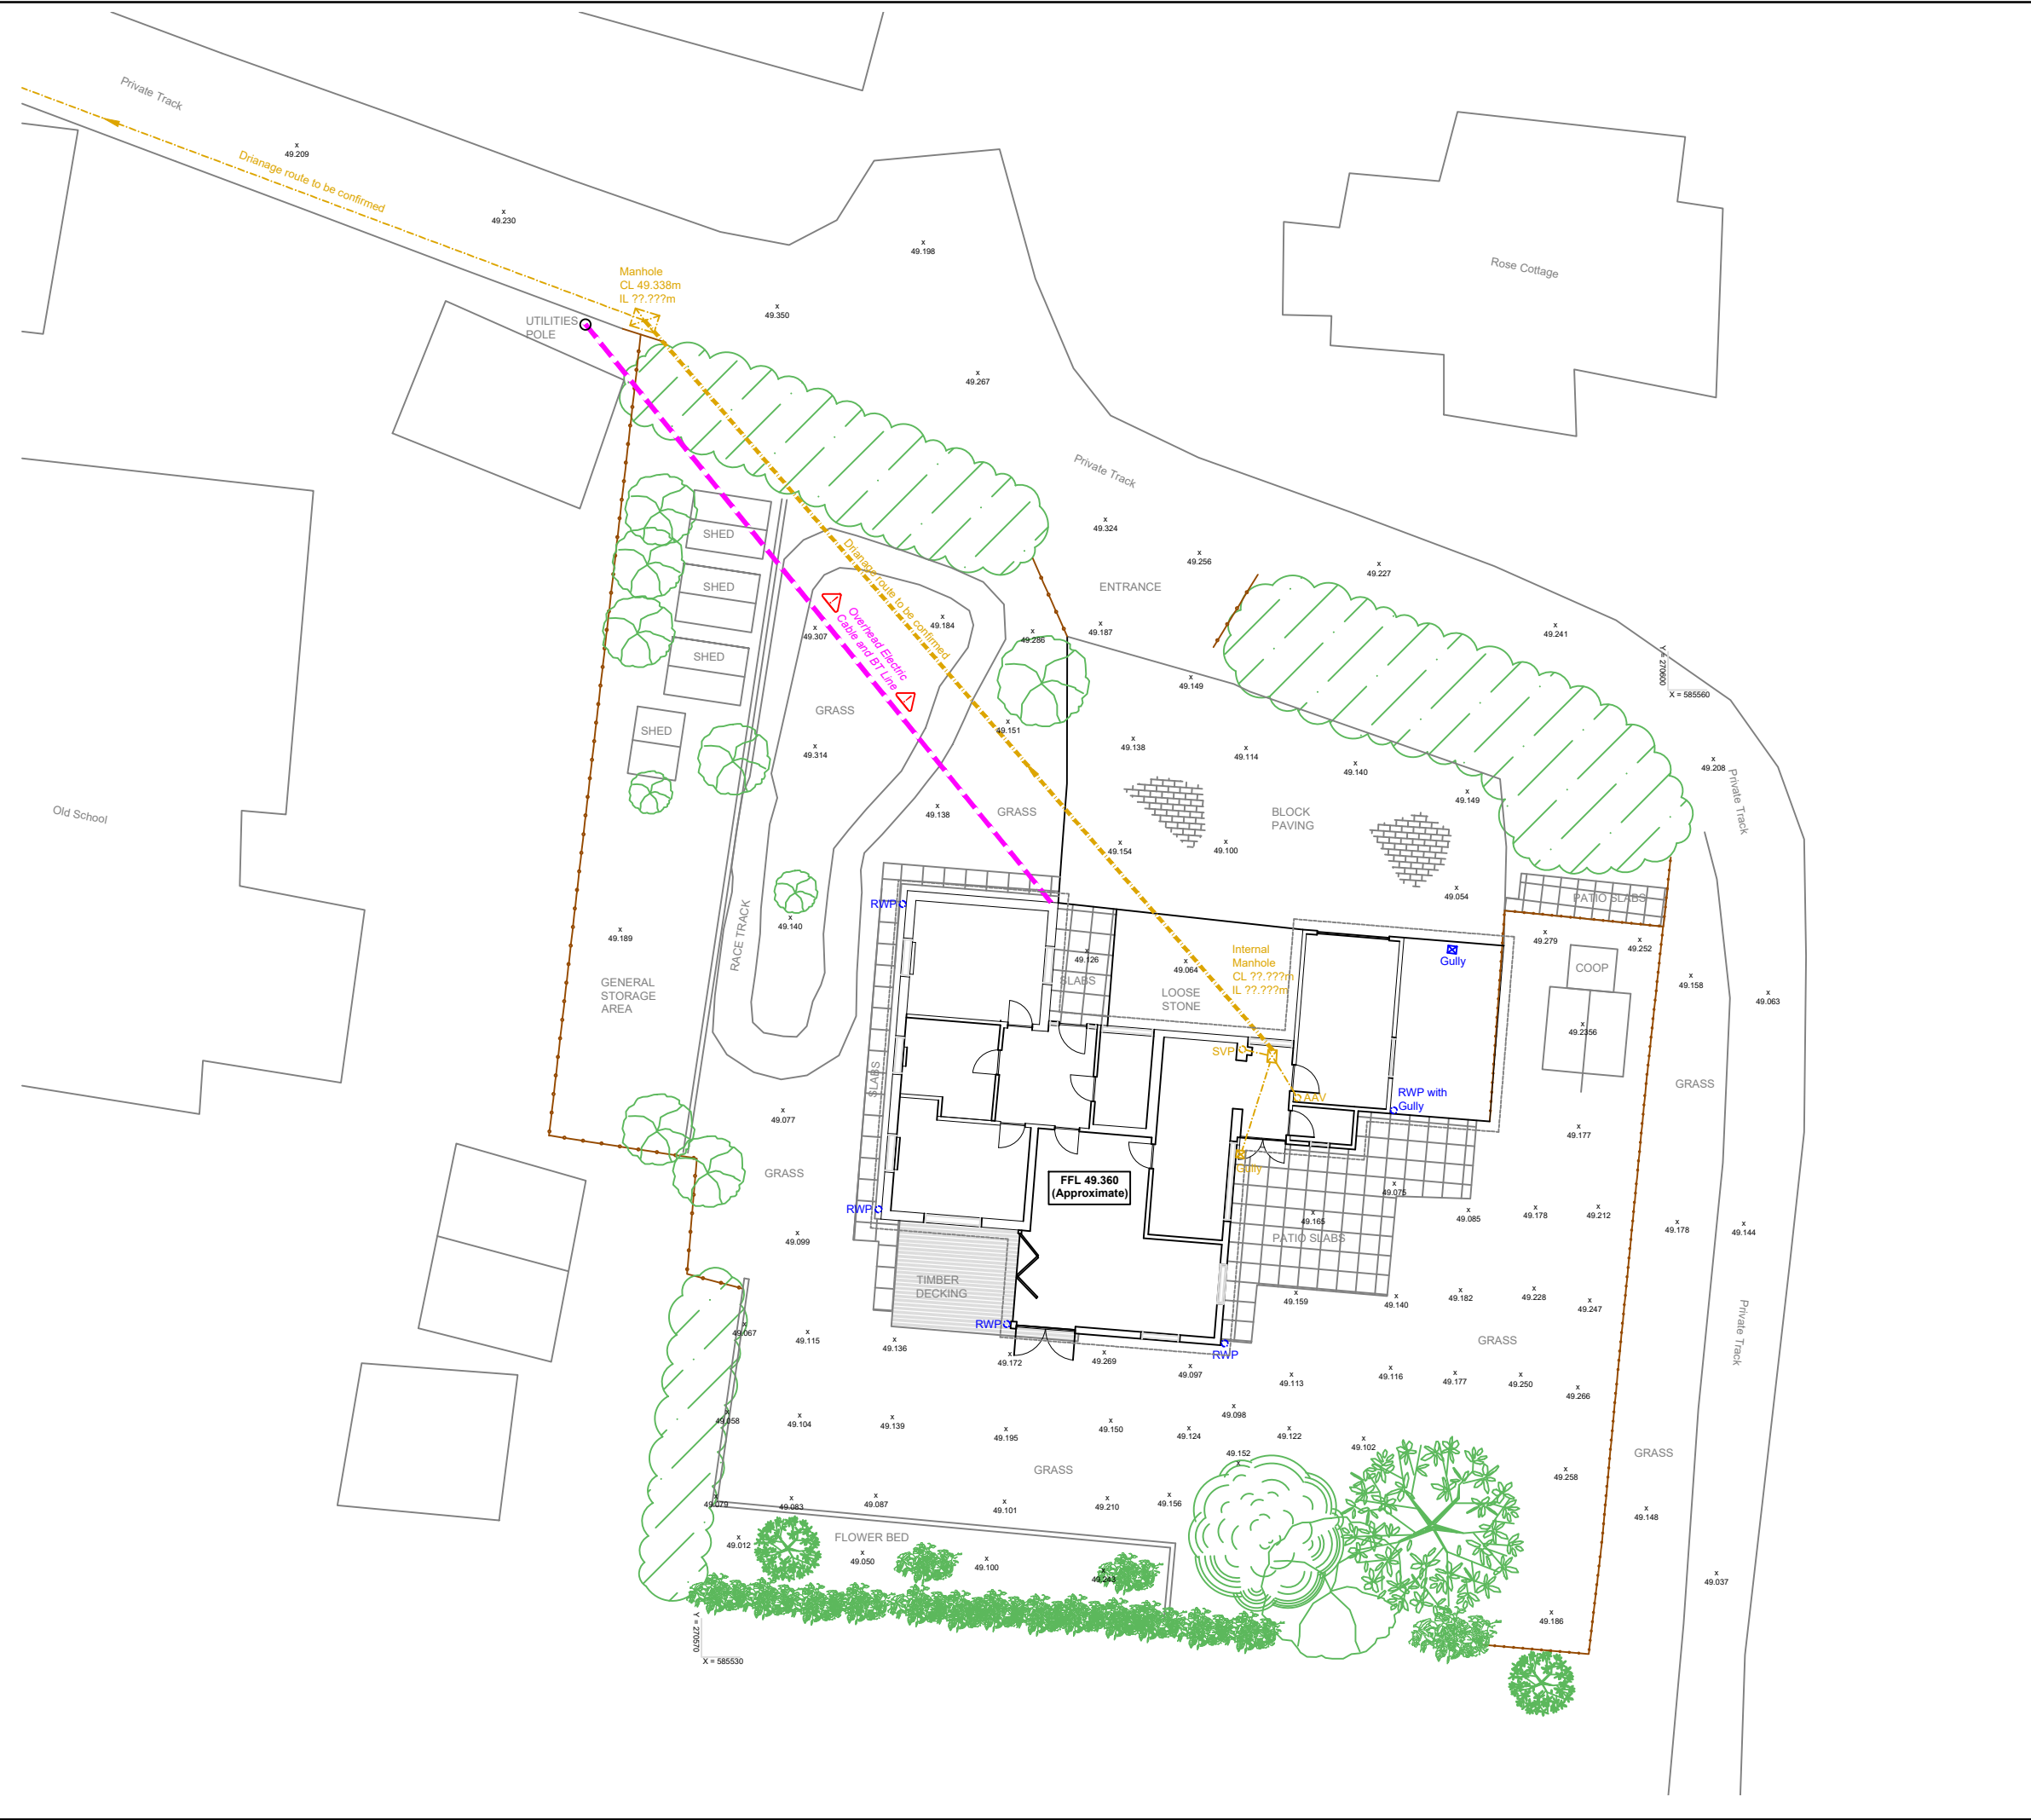 Private Track
x
49.209
Drianage route to be confirmed
x
49.230
x
49.198
Rose Cottage
Manhole
CL 49.338m
IL ??.???m
x
49.350
UTILITIES
POLE
x
49.267
Private Track
x
49.324
x
49.256
x
49.227
SHED
ENTRANCE
SHED
Drianage route to be confirmed
Overhead Electric
Cable and BT Line
x
49.307
x
49.184
x
49.286
x
49.187
x
49.241
SHED
Y = 270600
X = 585560
x
49.149
GRASS
SHED
x
49.151
x
49.138
x
49.114
x
49.140
x
49.208
Private Track
x
49.314
x
49.149
x
49.138
GRASS
BLOCK
PAVING
Old School
x
49.154
x
49.100
x
49.054
PATIO SLABS
RWP
x
49.140
x
49.189
RACE TRACK
x
49.279
x
49.252
x
49.126
SLABS
x
49.064
LOOSE
STONE
Internal
Manhole
CL ??.???m
IL ??.???m
Gully
COOP
x
49.158
x
49.063
GENERAL
STORAGE
AREA
x
49.2356
SVP
SLABS
GRASS
AAV
RWP with
Gully
x
49.077
x
49.177
GRASS
Gully
FFL 49.360
(Approximate)
x
49.075
RWP
x
49.165
PATIO SLABS
x
49.085
x
49.178
x
49.212
x
49.178
x
49.144
x
49.099
TIMBER
DECKING
x
49.159
x
49.140
x
49.182
x
49.228
x
49.247
Private Track
RWP
RWP
GRASS
x
49.067
x
49.115
x
49.136
x
49.172
x
49.269
x
49.097
x
49.113
x
49.116
x
49.177
x
49.250
x
49.266
x
49.058
x
49.104
x
49.139
x
49.195
x
49.150
x
49.124
x
49.098
x
49.122
x
49.102
GRASS
49.152
x
GRASS
x
49.258
x
49.079
x
49.083
x
49.087
x
49.101
x
49.210
x
49.156
x
49.148
FLOWER BED
x
49.012
x
49.050
x
49.100
x
49.243
x
49.037
x
49.186
Y = 270570
X = 585530